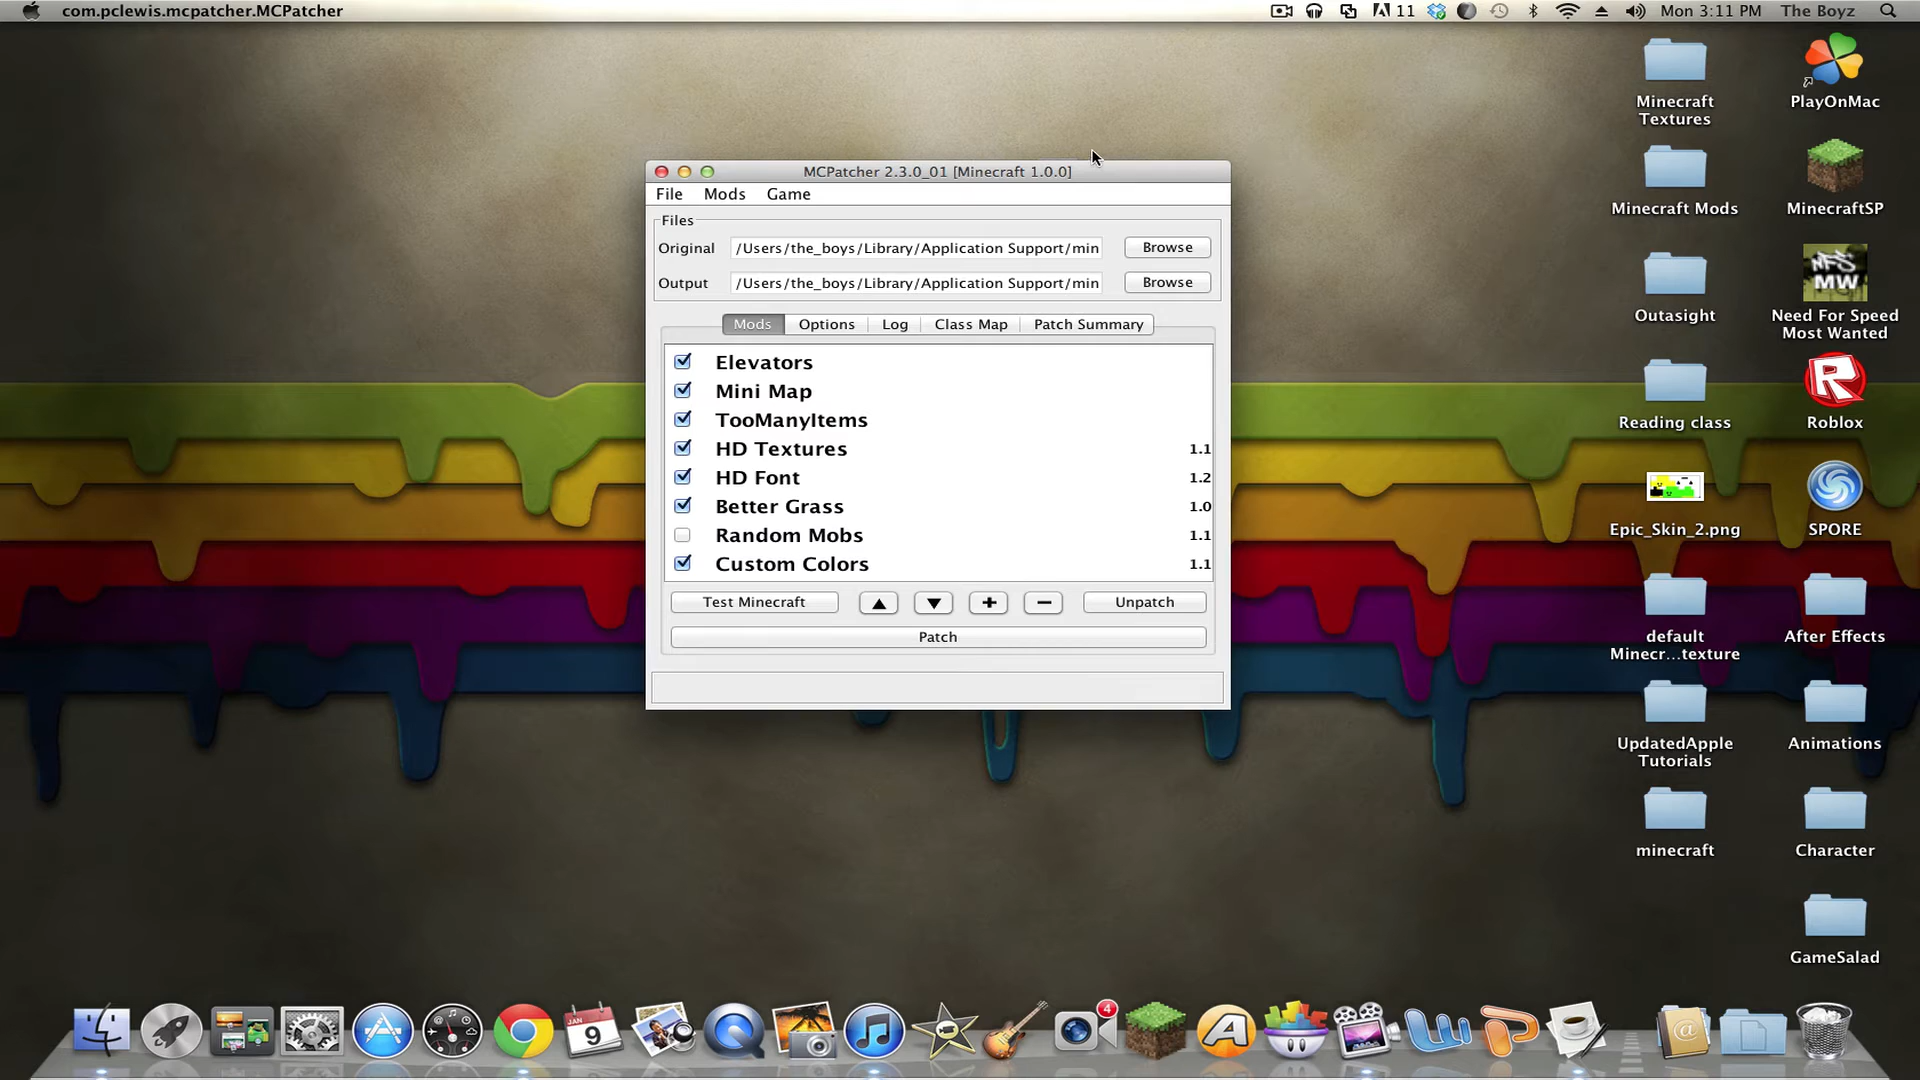 com.pclewis.mcpatcher.MCPatcher
11
Mon 3:11 PM
The Boyz
MCPatcher 2.3.0_01 [Minecraft 1.0.0]
File Mods Game
Files
Original /Users/the_boys/Library/Application Support/min Browse
Output /Users/the_boys/Library/Application Support/min Browse
Mods Options Log Class Map Patch Summary
Elevators
Mini Map
TooManyItems
HD Textures 1.1
HD Font 1.2
Better Grass 1.0
Random Mobs 1.1
Custom Colors 1.1
Test Minecraft Unpatch
Patch
Minecraft
Textures
PlayOnMac
Minecraft Mods
MinecraftSP
Outasight
NFS
MW
Need For Speed
Most Wanted
Reading class
Roblox
Epic_Skin_2.png
SPORE
default
Minecr...texture
After Effects
UpdatedApple
Tutorials
Animations
minecraft
Character
GameSalad
JAN
9
4